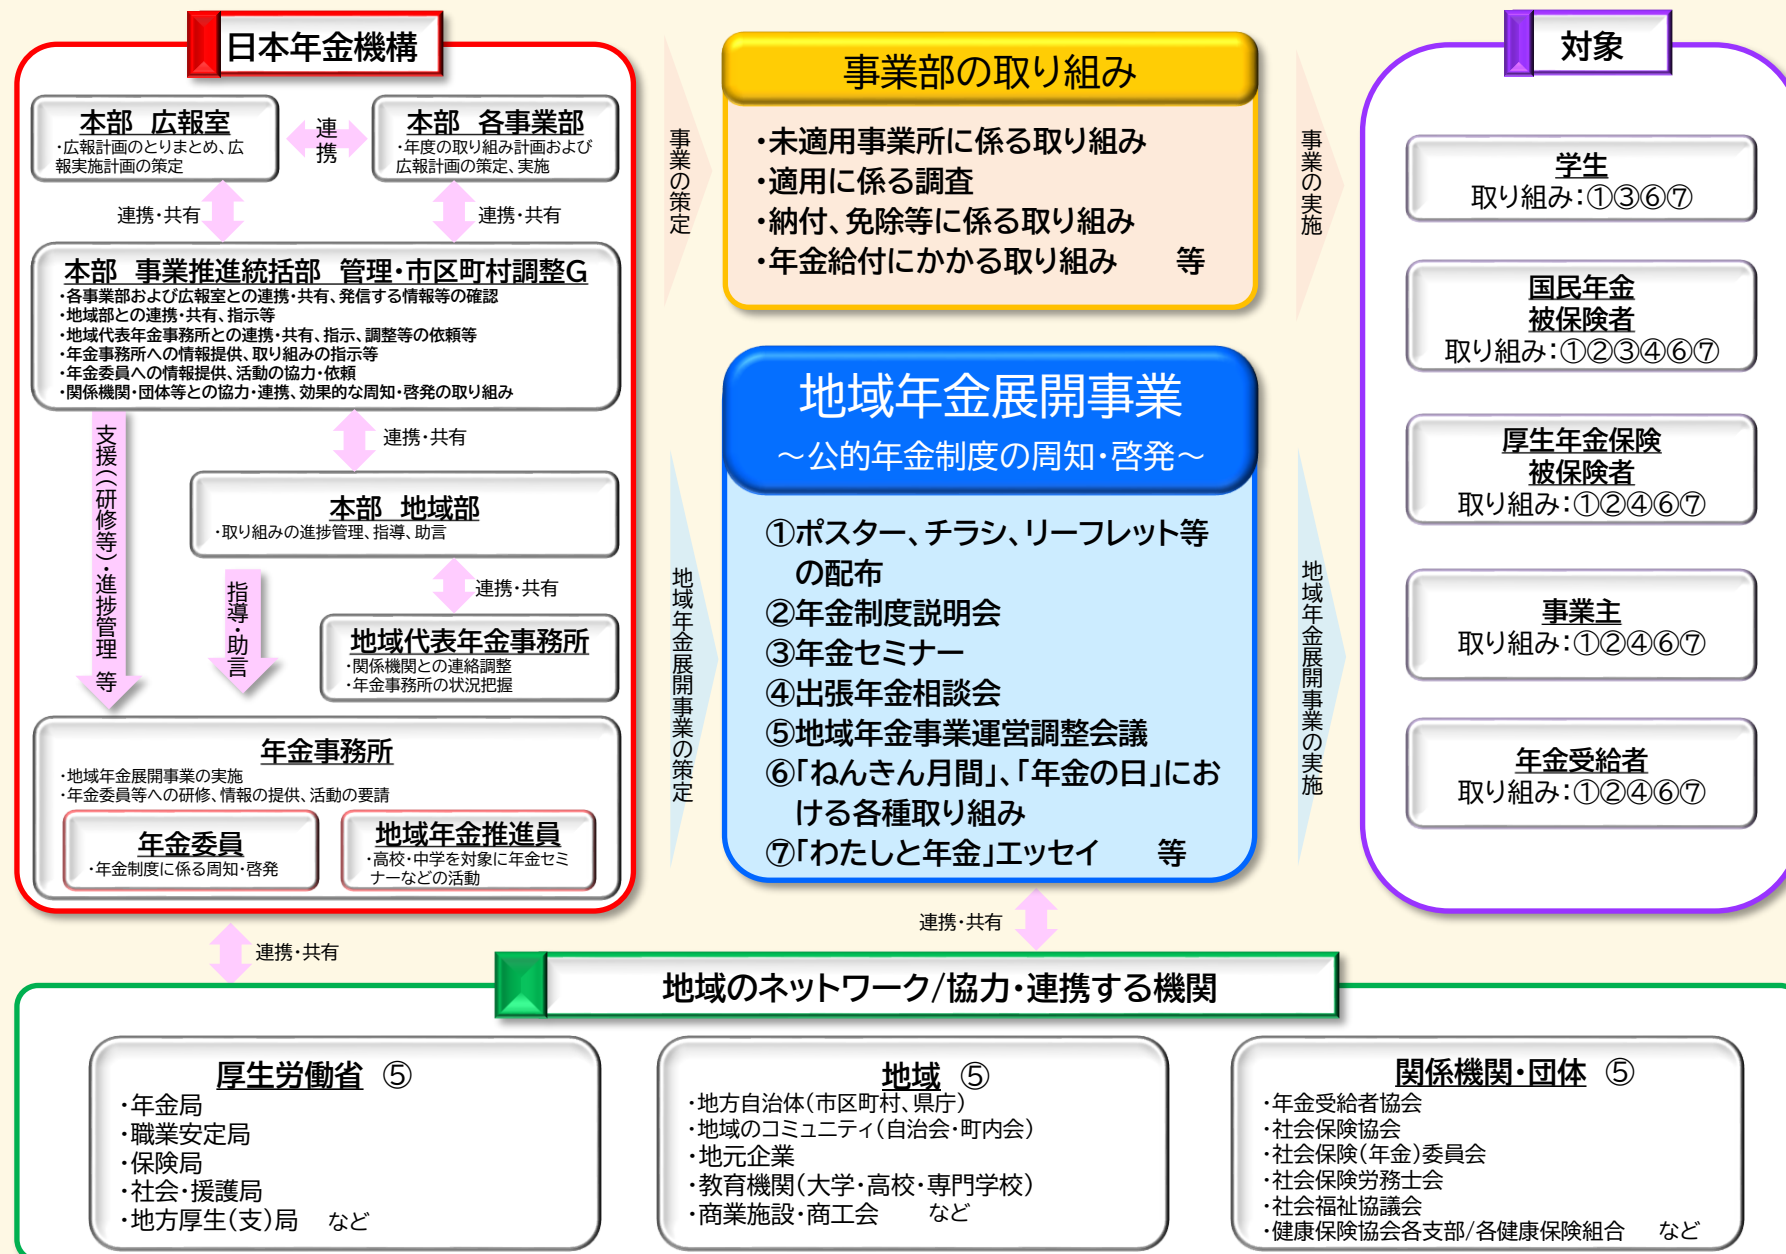 日本年金機構
本部 広報室
・広報計画のとりまとめ、広
報実施計画の策定
連携
本部 各事業部
・年度の取り組み計画および
広報計画の策定、実施
連携・共有
連携・共有
本部 事業推進統括部 管理・市区町村調整G
・各事業部および広報室との連携・共有、発信する情報等の確認
・地域部との連携・共有、指示等
・地域代表年金事務所との連携・共有、指示、調整等の依頼等
・年金事務所への情報提供、取り組みの指示等
・年金委員への情報提供、活動の協力・依頼
・関係機関・団体等との協力・連携、効果的な周知・啓発の取り組み
支援(研修等)・進捗管理 等
連携・共有
本部 地域部
・取り組みの進捗管理、指導、助言
指導・助言
連携・共有
地域代表年金事務所
・関係機関との連絡調整
・年金事務所の状況把握
年金事務所
・地域年金展開事業の実施
・年金委員等への研修、情報の提供、活動の要請
年金委員
・年金制度に係る周知・啓発
地域年金推進員
・高校・中学を対象に年金セミ
ナーなどの活動
事業の策定
地域年金展開事業の策定
事業部の取り組み
・未適用事業所に係る取り組み
・適用に係る調査
・納付、免除等に係る取り組み
・年金給付にかかる取り組み 等
地域年金展開事業
～公的年金制度の周知・啓発～
①ポスター、チラシ、リーフレット等
の配布
②年金制度説明会
③年金セミナー
④出張年金相談会
⑤地域年金事業運営調整会議
⑥「ねんきん月間」、「年金の日」にお
ける各種取り組み
⑦「わたしと年金」エッセイ 等
事業の実施
地域年金展開事業の実施
対象
学生
取り組み：①③⑥⑦
国民年金
被保険者
取り組み：①②③④⑥⑦
厚生年金保険
被保険者
取り組み：①②④⑥⑦
事業主
取り組み：①②④⑥⑦
年金受給者
取り組み：①②④⑥⑦
連携・共有
連携・共有
地域のネットワーク/協力・連携する機関
厚生労働省 ⑤
・年金局
・職業安定局
・保険局
・社会・援護局
・地方厚生(支)局 など
地域 ⑤
・地方自治体(市区町村、県庁)
・地域のコミュニティ(自治会・町内会)
・地元企業
・教育機関(大学・高校・専門学校)
・商業施設・商工会 など
関係機関・団体 ⑤
・年金受給者協会
・社会保険協会
・社会保険(年金)委員会
・社会保険労務士会
・社会福祉協議会
・健康保険協会各支部/各健康保険組合 など